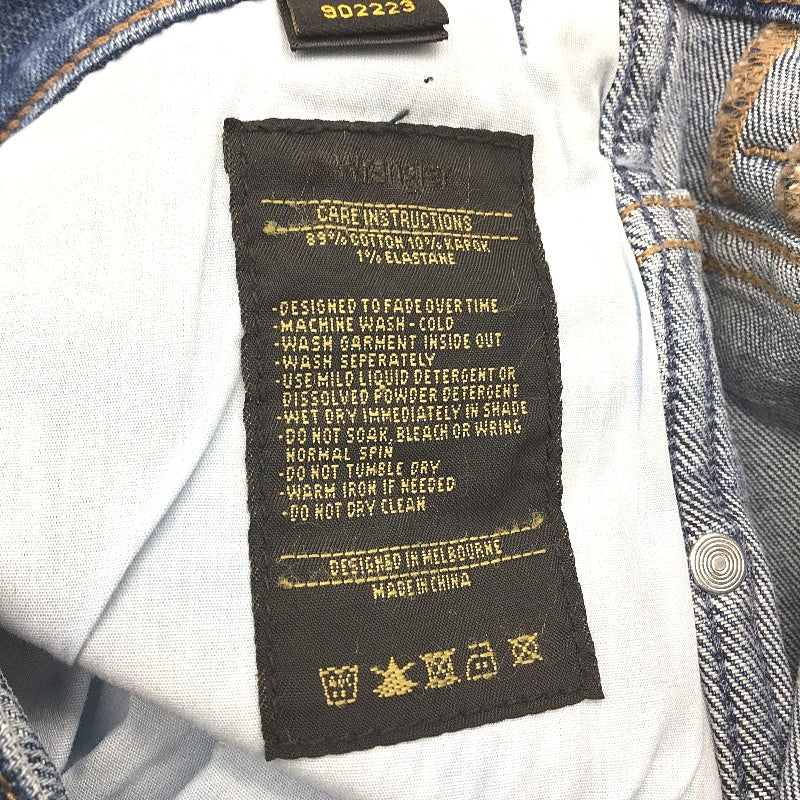 902223
Wrangler
CARE INSTRUCTIONS
89% COTTON 10% KAPOK
1% ELASTANE
-DESIGNED TO FADE OVER TIME
-MACHINE WASH - COLD
-WASH GARMENT INSIDE OUT
-WASH SEPERATELY
-USE MILD LIQUID DETERGENT OR
DISSOLVED POWDER DETERGENT
-WET DRY IMMEDIATELY IN SHADE
-DO NOT SOAK, BLEACH OR WRING
NORMAL SPIN
-DO NOT TUMBLE DRY
-WARM IRON IF NEEDED
-DO NOT DRY CLEAN
DESIGNED IN MELBOURNE
MADE IN CHINA